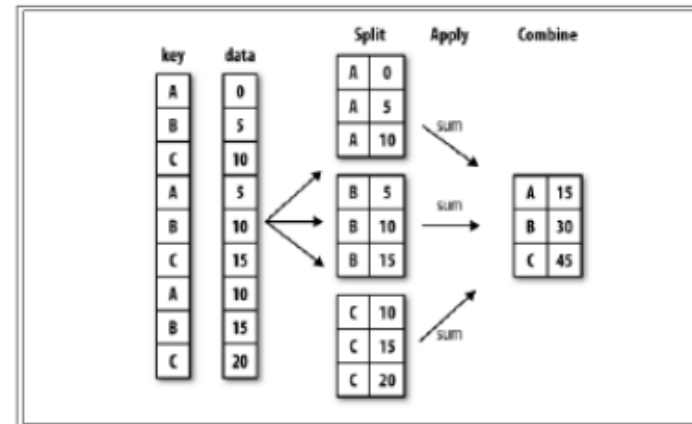 Split Apply Combine
key data
A 0
B 5
C 10
A 5
B 10
C 15
A 10
B 15
C 20
A 0
A 5
A 10
sum
B 5
B 10
B 15
sum
C 10
C 15
C 20
sum
A 15
B 30
C 45